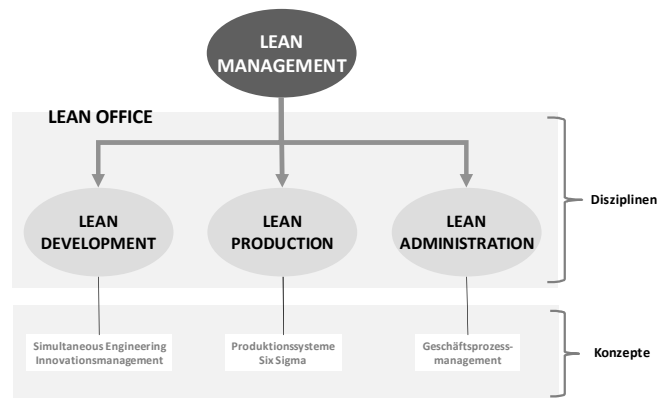 LEAN
MANAGEMENT
LEAN OFFICE
LEAN
DEVELOPMENT
LEAN
PRODUCTION
LEAN
ADMINISTRATION
Disziplinen
Simultaneous Engineering
Innovationsmanagement
Produktionssysteme
Six Sigma
Geschäftsprozess-
management
Konzepte